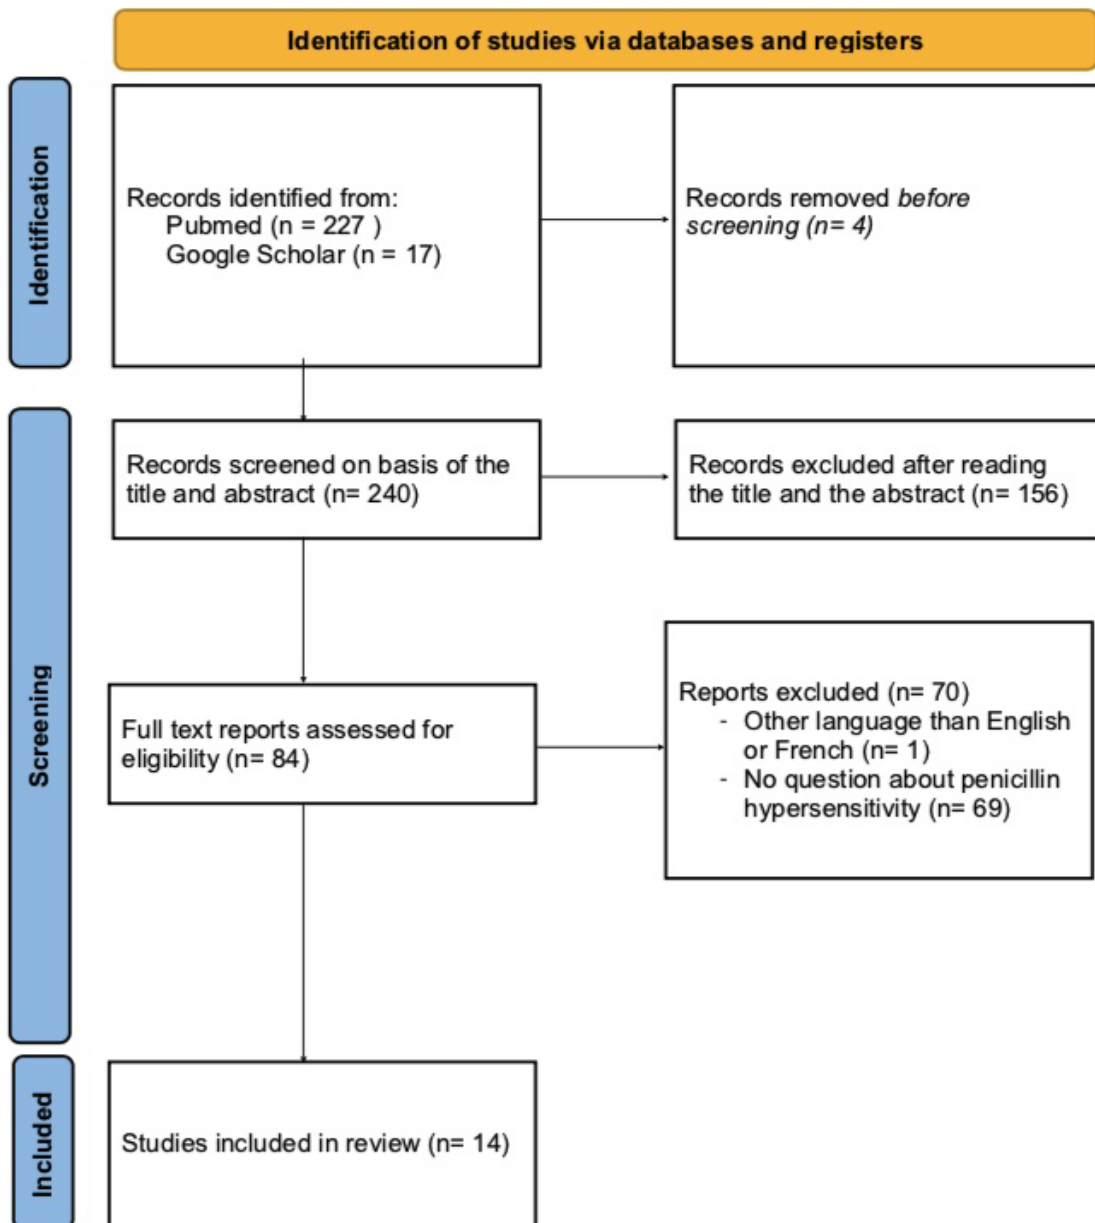 Identification of studies via databases and registers
Identification
Records identified from:
Pubmed (n = 227 )
Google Scholar (n = 17)
Records removed before
screening (n= 4)
Screening
Records screened on basis of the
title and abstract (n= 240)
Records excluded after reading
the title and the abstract (n= 156)
Full text reports assessed for
eligibility (n= 84)
Reports excluded (n= 70)
- Other language than English
or French (n= 1)
- No question about penicillin
hypersensitivity (n= 69)
Included
Studies included in review (n= 14)